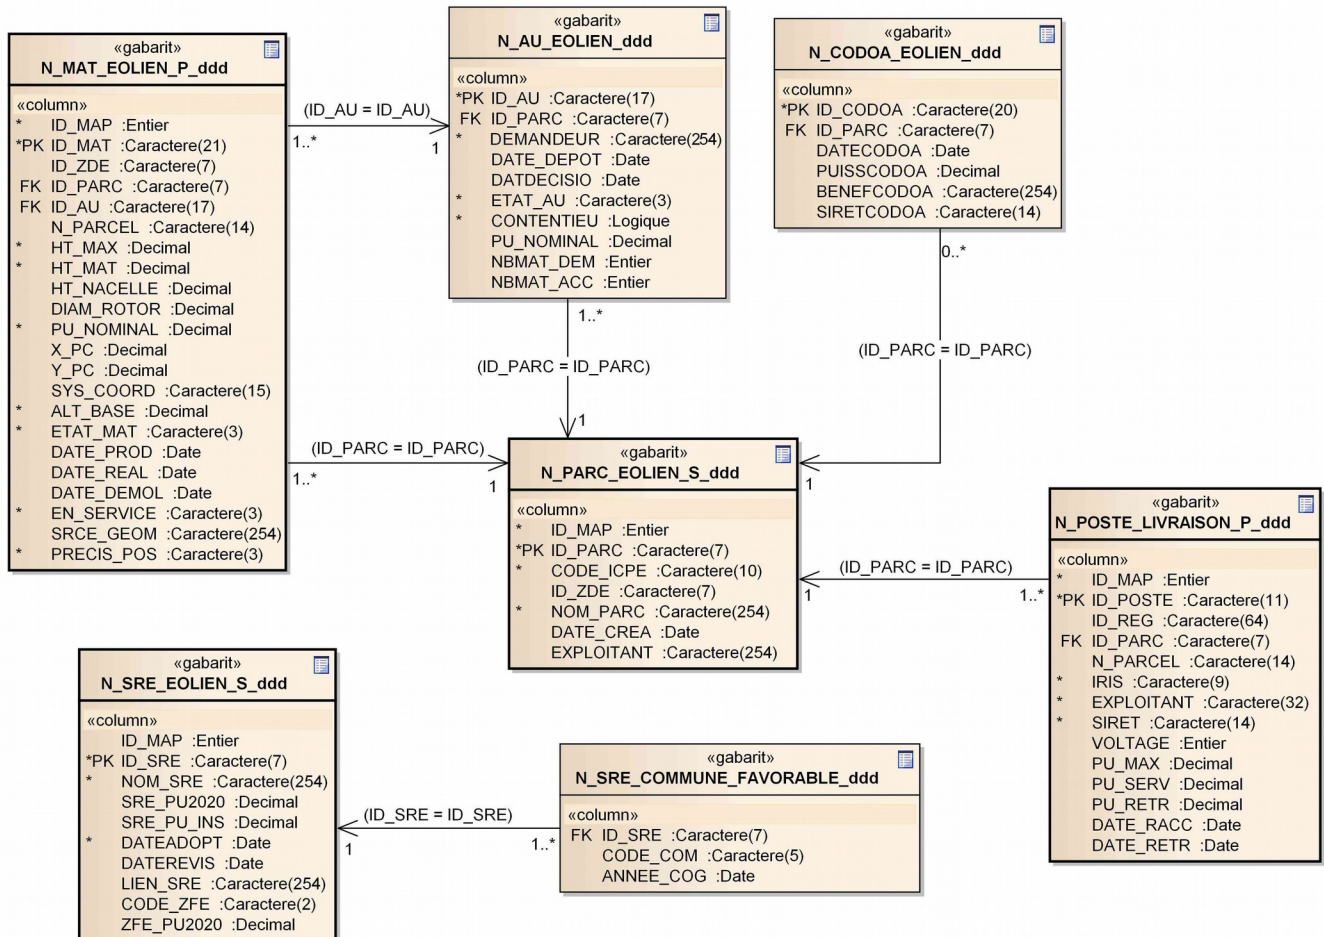 «gabarit»
N_MAT_EOLIEN_P_ddd
«column»
* ID_MAP :Entier
*PK ID_MAT :Caractere(21)
ID_ZDE :Caractere(7)
FK ID_PARC :Caractere(7)
FK ID_AU :Caractere(17)
N_PARCEL :Caractere(14)
* HT_MAX :Decimal
* HT_MAT :Decimal
HT_NACELLE :Decimal
DIAM_ROTOR :Decimal
* PU_NOMINAL :Decimal
X_PC :Decimal
Y_PC :Decimal
SYS_COORD :Caractere(15)
* ALT_BASE :Decimal
* ETAT_MAT :Caractere(3)
DATE_PROD :Date
DATE_REAL :Date
DATE_DEMOL :Date
* EN_SERVICE :Caractere(3)
SRCE_GEOM :Caractere(254)
* PRECIS_POS :Caractere(3)
(ID_AU = ID_AU)
1..*
1
«gabarit»
N_AU_EOLIEN_ddd
«column»
*PK ID_AU :Caractere(17)
FK ID_PARC :Caractere(7)
* DEMANDEUR :Caractere(254)
DATE_DEPOT :Date
DATDECISIO :Date
* ETAT_AU :Caractere(3)
* CONTENTIEU :Logique
PU_NOMINAL :Decimal
NBMAT_DEM :Entier
NBMAT_ACC :Entier
1..*
(ID_PARC = ID_PARC)
1
«gabarit»
N_CODOA_EOLIEN_ddd
«column»
*PK ID_CODOA :Caractere(20)
FK ID_PARC :Caractere(7)
DATECODOA :Date
PUISSCODOA :Decimal
BENEFCODOA :Caractere(254)
SIRETCODOA :Caractere(14)
0..*
(ID_PARC = ID_PARC)
1
(ID_PARC = ID_PARC)
1..*
1
«gabarit»
N_PARC_EOLIEN_S_ddd
«column»
* ID_MAP :Entier
*PK ID_PARC :Caractere(7)
* CODE_ICPE :Caractere(10)
ID_ZDE :Caractere(7)
* NOM_PARC :Caractere(254)
DATE_CREA :Date
EXPLOITANT :Caractere(254)
(ID_PARC = ID_PARC)
1
1..*
«gabarit»
N_POSTE_LIVRAISON_P_ddd
«column»
* ID_MAP :Entier
*PK ID_POSTE :Caractere(11)
ID_REG :Caractere(64)
FK ID_PARC :Caractere(7)
N_PARCEL :Caractere(14)
* IRIS :Caractere(9)
* EXPLOITANT :Caractere(32)
* SIRET :Caractere(14)
VOLTAGE :Entier
PU_MAX :Decimal
PU_SERV :Decimal
PU_RETR :Decimal
DATE_RACC :Date
DATE_RETR :Date
«gabarit»
N_SRE_EOLIEN_S_ddd
«column»
ID_MAP :Entier
*PK ID_SRE :Caractere(7)
* NOM_SRE :Caractere(254)
SRE_PU2020 :Decimal
SRE_PU_INS :Decimal
* DATEADOPT :Date
DATEREVIS :Date
LIEN_SRE :Caractere(254)
CODE_ZFE :Caractere(2)
ZFE_PU2020 :Decimal
(ID_SRE = ID_SRE)
1
1..*
«gabarit»
N_SRE_COMMUNE_FAVORABLE_ddd
«column»
FK ID_SRE :Caractere(7)
CODE_COM :Caractere(5)
ANNEE_COG :Date